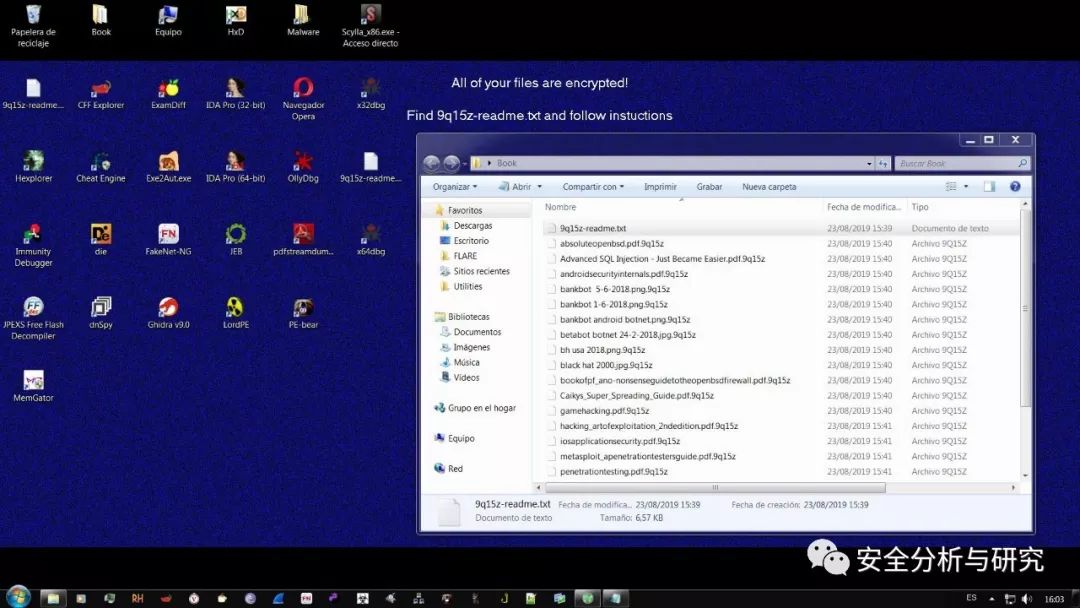 Papelera de reciclaje
Book
Equipo
HxD
Malware
Scylla_x86.exe - Acceso directo
9q15z-readme...
CFF Explorer
ExamDiff
IDA Pro (32-bit)
Navegador Opera
x32dbg
Hexplorer
Cheat Engine
Exe2Aut.exe
IDA Pro (64-bit)
OllyDbg
9q15z-readme...
Immunity Debugger
die
FakeNet-NG
JEB
pdfstreamdum...
x64dbg
JPEXS Free Flash Decompiler
dnSpy
Ghidra v9.0
LordPE
PE-bear
MemGator
All of your files are encrypted!
Find 9q15z-readme.txt and follow instuctions
Book
Buscar Book
Organizar
Abrir
Compartir con
Imprimir
Grabar
Nueva carpeta
Favoritos
Descargas
Escritorio
FLARE
Sitios recientes
Utilities
Bibliotecas
Documentos
Imágenes
Música
Vídeos
Grupo en el hogar
Equipo
Red
Nombre Fecha de modifica... Tipo
9q15z-readme.txt 23/08/2019 15:39 Documento de texto
absoluteopenbsd.pdf.9q15z 23/08/2019 15:40 Archivo 9Q15Z
Advanced SQL Injection - Just Became Easier.pdf.9q15z 23/08/2019 15:40 Archivo 9Q15Z
androidsecurityinternals.pdf.9q15z 23/08/2019 15:40 Archivo 9Q15Z
bankbot 5-6-2018.png.9q15z 23/08/2019 15:40 Archivo 9Q15Z
bankbot 1-6-2018.png.9q15z 23/08/2019 15:40 Archivo 9Q15Z
bankbot android botnet.png.9q15z 23/08/2019 15:40 Archivo 9Q15Z
betabot botnet 24-2-2018.jpg.9q15z 23/08/2019 15:40 Archivo 9Q15Z
bh usa 2018.png.9q15z 23/08/2019 15:40 Archivo 9Q15Z
black hat 2000.jpg.9q15z 23/08/2019 15:40 Archivo 9Q15Z
bookofpf_ano-nonsenseguidetotheopenbsdfirewall.pdf.9q15z 23/08/2019 15:40 Archivo 9Q15Z
Caikys_Super_Spreading_Guide.pdf.9q15z 23/08/2019 15:40 Archivo 9Q15Z
gamehacking.pdf.9q15z 23/08/2019 15:40 Archivo 9Q15Z
hacking_artofexploitation_2ndedition.pdf.9q15z 23/08/2019 15:41 Archivo 9Q15Z
iosapplicationsecurity.pdf.9q15z 23/08/2019 15:41 Archivo 9Q15Z
metasploit_apenetrationtestersguide.pdf.9q15z 23/08/2019 15:41 Archivo 9Q15Z
penetrationtesting.pdf.9q15z 23/08/2019 15:41 Archivo 9Q15Z
9q15z-readme.txt Fecha de modifica... 23/08/2019 15:39 Fecha de creación: 23/08/2019 15:39
Documento de texto Tamaño: 6,57 KB
安全分析与研究
RH
FN
ES
16:03